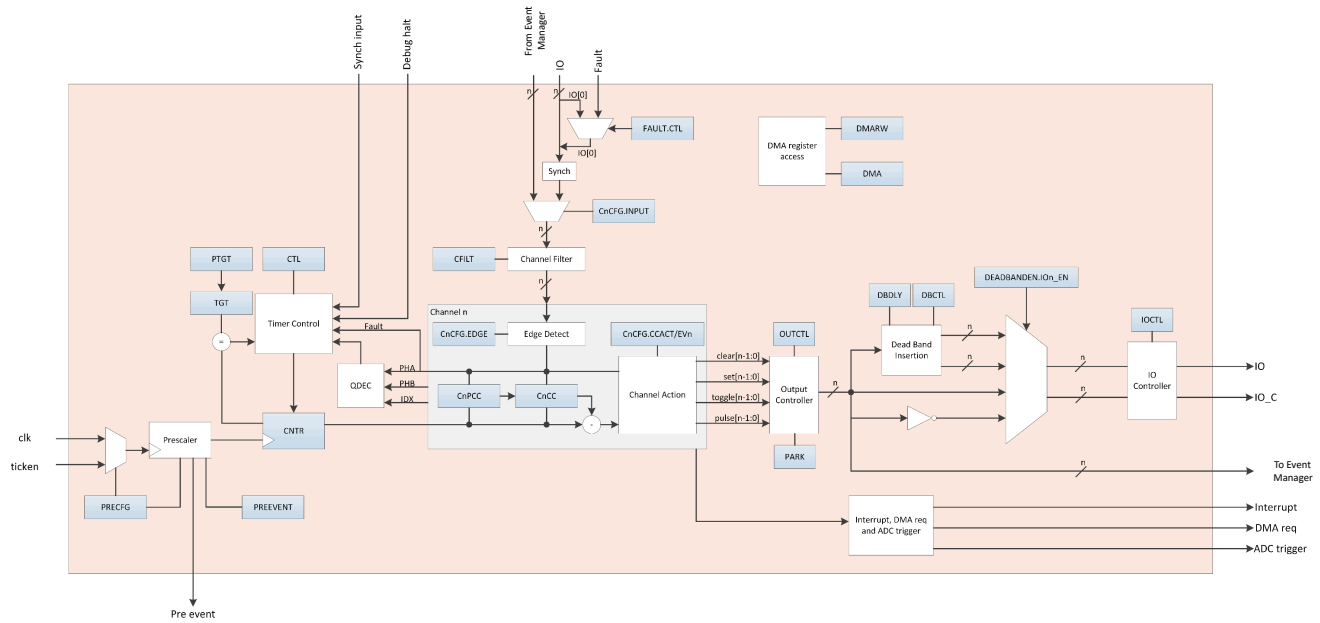 Synch input
Debug halt
From Event
Manager
IO
Fault
n
n
IO[0]
FAULT.CTL
IO[0]
Synch
CnCFG.INPUT
n
DMA register
access
DMARW
DMA
PTGT
CTL
CFILT
Channel Filter
n
TGT
Timer Control
=
Fault
Channel n
CnCFG.EDGE
Edge Detect
CnCFG.CCACT/EVn
QDEC
PHA
PHB
IDX
CnPCC
CnCC
Channel Action
clear[n-1:0]
set[n-1:0]
toggle[n-1:0]
pulse[n-1:0]
OUTCTL
Output
Controller
PARK
n
DBDLY
DBCTL
Dead Band
Insertion
n
n
DEADBANDEN.IOn_EN
IOCTL
IO
Controller
n
n
IO
IO_C
n
To Event
Manager
clk
ticken
Prescaler
CNTR
PRECFG
PREEVENT
Pre event
Interrupt, DMA req
and ADC trigger
Interrupt
DMA req
ADC trigger